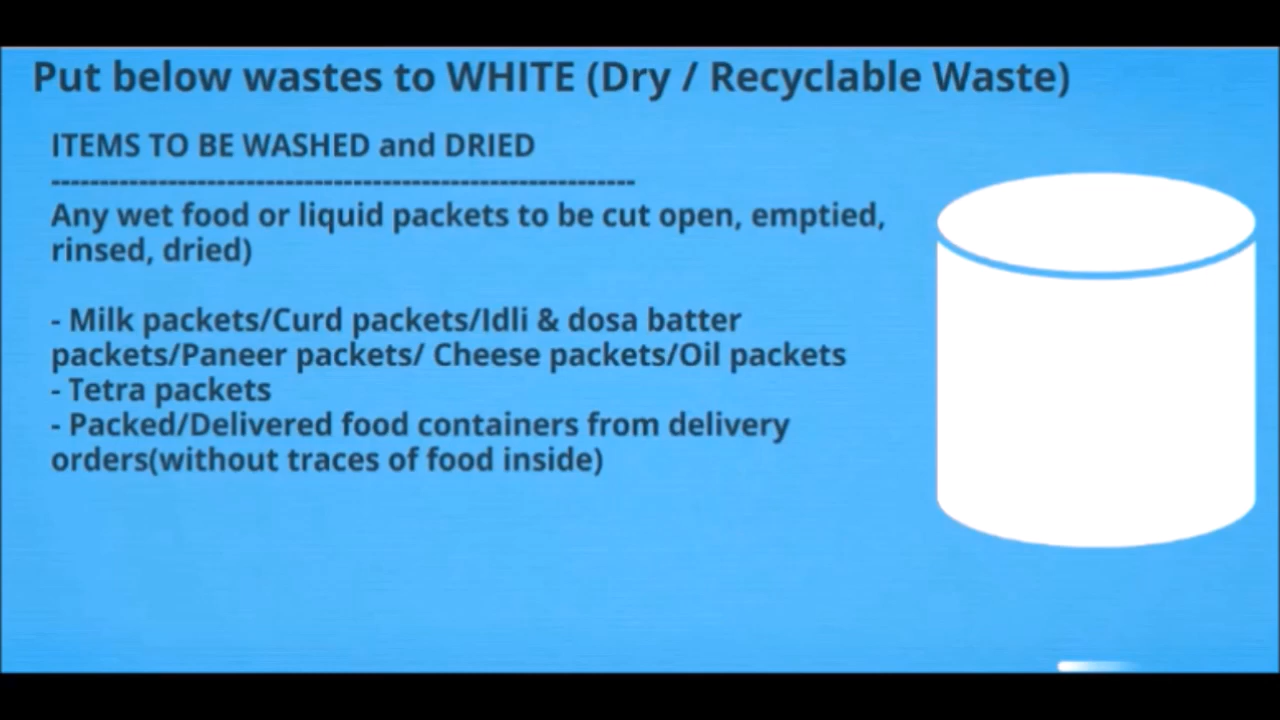 Put below wastes to WHITE (Dry / Recyclable Waste)
ITEMS TO BE WASHED and DRIED
------------------------------------------------------------
Any wet food or liquid packets to be cut open, emptied,
rinsed, dried)
- Milk packets/Curd packets/Idli & dosa batter
packets/Paneer packets/ Cheese packets/Oil packets
- Tetra packets
- Packed/Delivered food containers from delivery
orders(without traces of food inside)